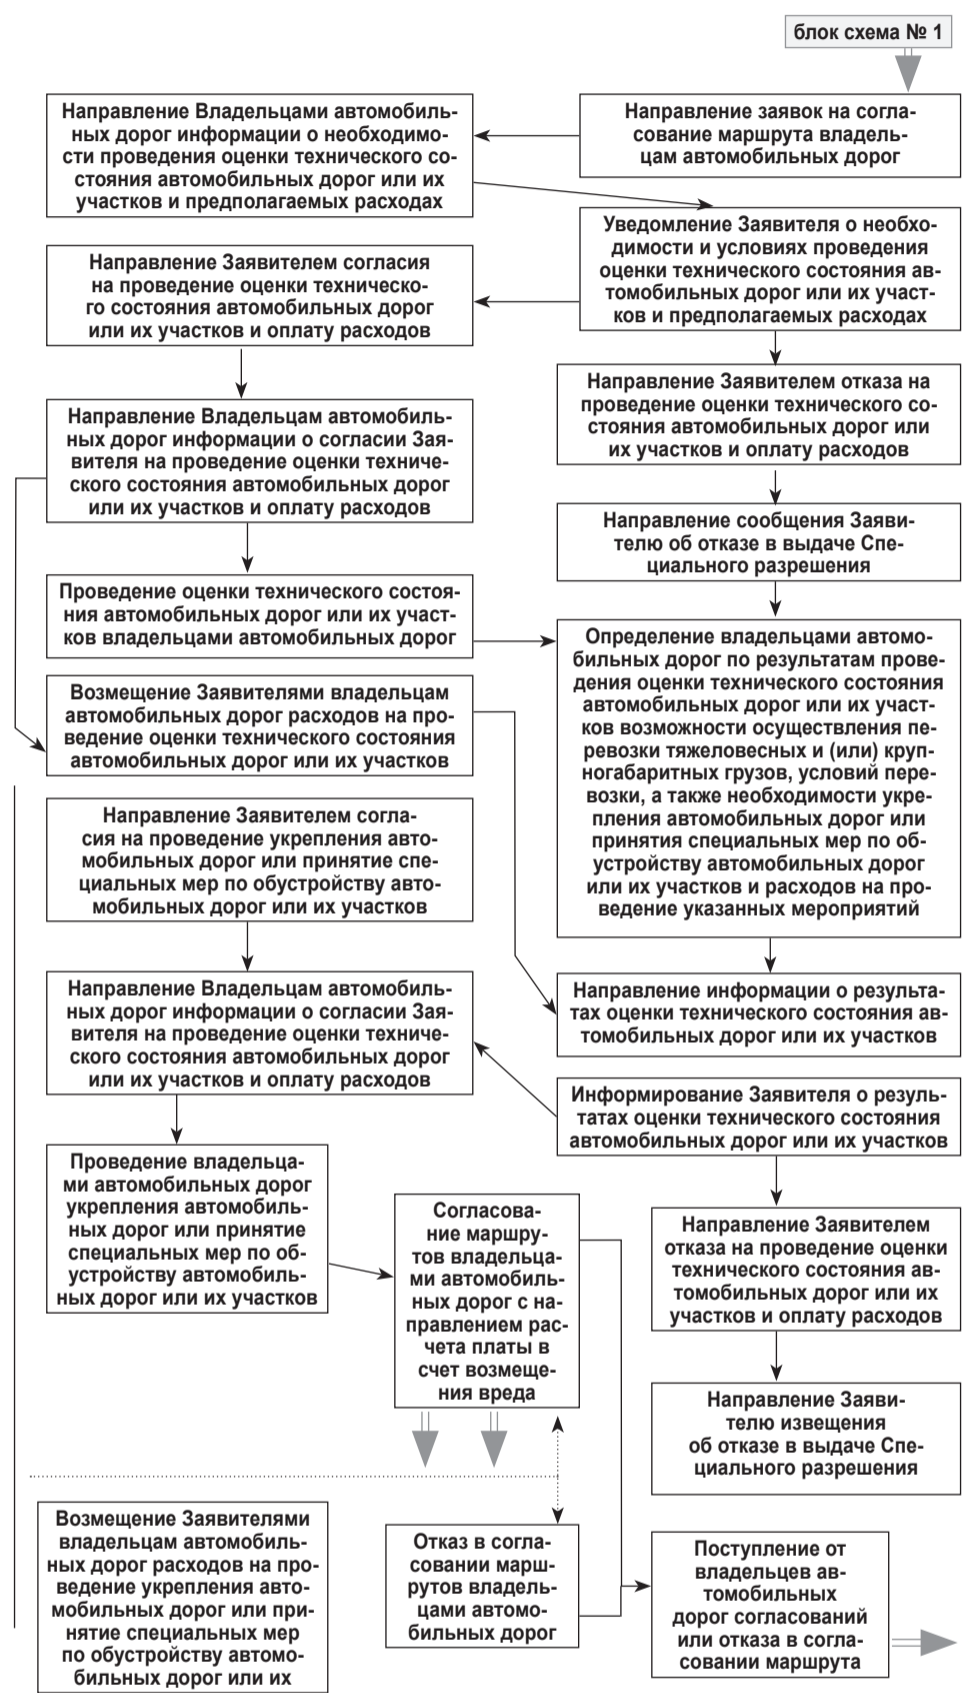 блок схема № 1
Направление заявок на согла-
сование маршрута владель-
цам автомобильных дорог
Направление Владельцами автомобиль-
ных дорог информации о необходимо-
сти проведения оценки технического со-
стояния автомобильных дорог или их
участков и предполагаемых расходах
Уведомление Заявителя о необхо-
димости и условиях проведения
оценки технического состояния ав-
томобильных дорог или их участ-
ков и предполагаемых расходах
Направление Заявителем согласия
на проведение оценки техническо-
го состояния автомобильных дорог
или их участков и оплату расходов
Направление Заявителем отказа на
проведение оценки технического со-
стояния автомобильных дорог или
их участков и оплату расходов
Направление Владельцам автомобиль-
ных дорог информации о согласии Зая-
вителя на проведение оценки техниче-
ского состояния автомобильных дорог
или их участков и оплату расходов
Направление сообщения Заяви-
телю об отказе в выдаче Спе-
циального разрешения
Проведение оценки технического состоя-
ния автомобильных дорог или их участ-
ков владельцами автомобильных дорог
Определение владельцами автомо-
бильных дорог по результатам прове-
дения оценки технического состояния
автомобильных дорог или их участ-
ков возможности осуществления пе-
ревозки тяжеловесных и (или) круп-
ногабаритных грузов, условий пере-
возки, а также необходимости укре-
пления автомобильных дорог или
принятия специальных мер по об-
устройству автомобильных дорог
или их участков и расходов на про-
ведение указанных мероприятий
Возмещение Заявителями владельцам
автомобильных дорог расходов на про-
ведение оценки технического состояния
автомобильных дорог или их участков
Направление Заявителем согла-
сия на проведение укрепления авто-
мобильных дорог или принятие спе-
циальных мер по обустройству авто-
мобильных дорог или их участков
Направление Владельцам автомобиль-
ных дорог информации о согласии Зая-
вителя на проведение оценки техниче-
ского состояния автомобильных дорог
или их участков и оплату расходов
Направление информации о результа-
тах оценки технического состояния ав-
томобильных дорог или их участков
Информирование Заявителя о резуль-
татах оценки технического состояния
автомобильных дорог или их участков
Проведение владельца-
ми автомобильных дорог
укрепления автомобиль-
ных дорог или принятие
специальных мер по об-
устройству автомобиль-
ных дорог или их участков
Согласова-
ние маршру-
тов владельца-
ми автомобиль-
ных дорог с на-
правлением рас-
чета платы в
счет возмеще-
ния вреда
Направление Заявителем
отказа на проведение оценки
технического состояния ав-
томобильных дорог или их
участков и оплату расходов
Направление Заяви-
телю извещения
об отказе в выдаче Спе-
циального разрешения
Возмещение Заявителями
владельцам автомобиль-
ных дорог расходов на про-
ведение укрепления авто-
мобильных дорог или при-
нятие специальных мер
по обустройству автомо-
бильных дорог или их
Отказ в согла-
совании марш-
рутов владель-
цами автомо-
бильных дорог
Поступление от
владельцев ав-
томобильных
дорог согласований
или отказа в согла-
совании маршрута